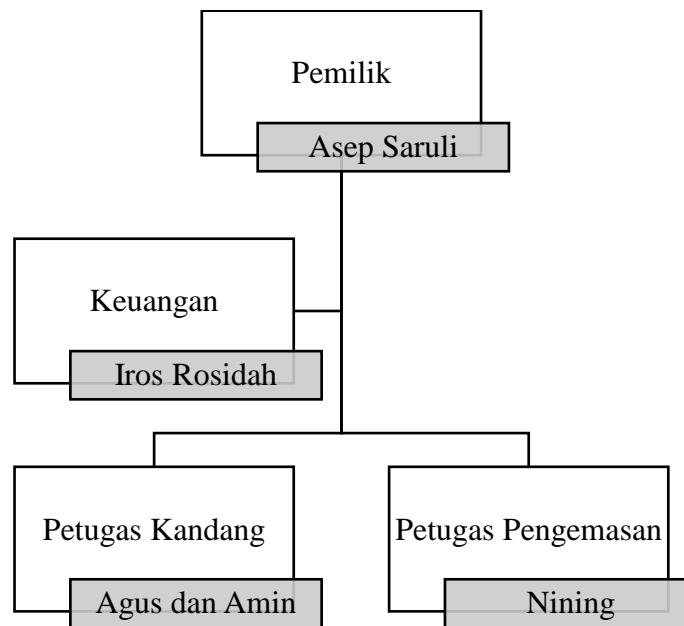 Pemilik
Asep Saruli
Keuangan
Iros Rosidah
Petugas Kandang
Agus dan Amin
Petugas Pengemasan
Nining